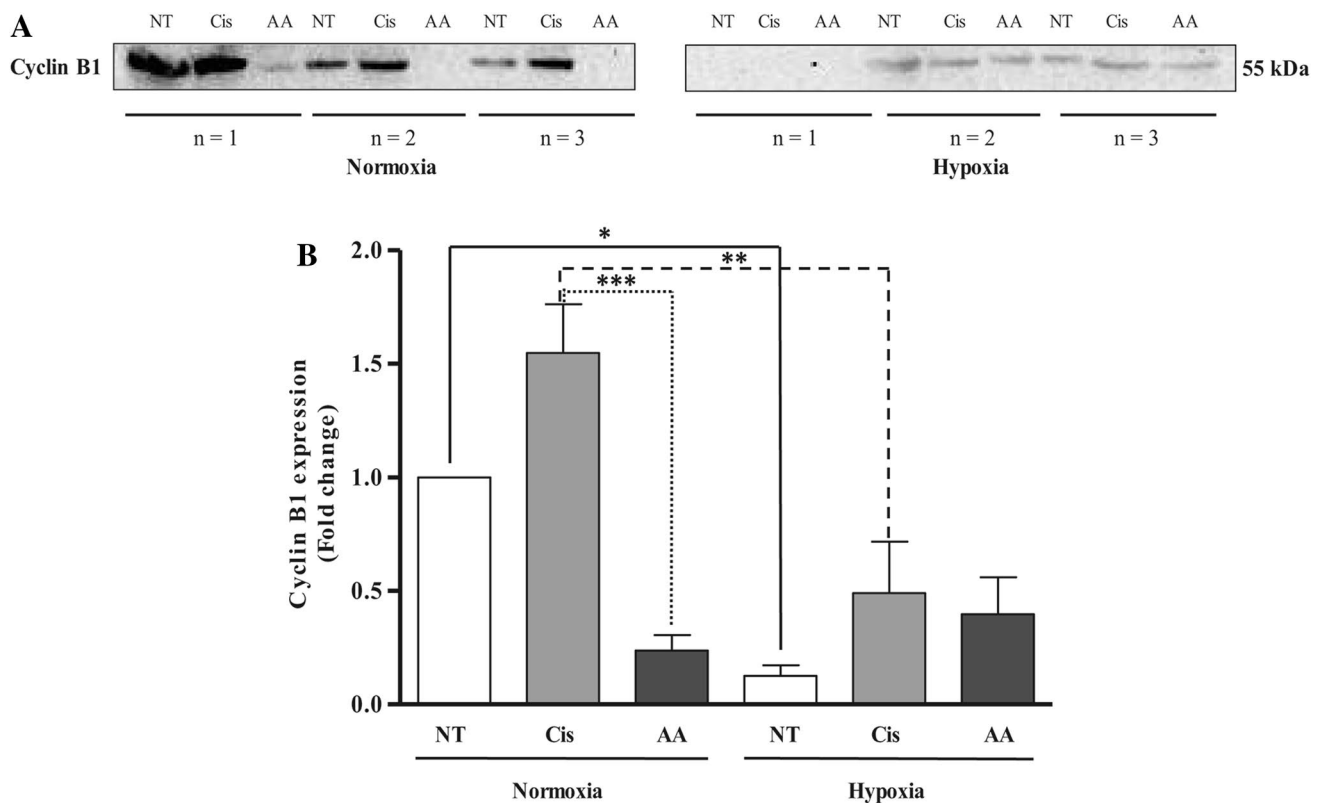 A
NT Cis AA NT Cis AA NT Cis AA
NT Cis AA NT Cis AA NT Cis AA
Cyclin B1
55 kDa
n = 1 n = 2 n = 3
n = 1 n = 2 n = 3
Normoxia
Hypoxia
B
*
**
***
Cyclin B1 expression
(Fold change)
2.0
1.5
1.0
0.5
0.0
NT Cis AA NT Cis AA
Normoxia
Hypoxia